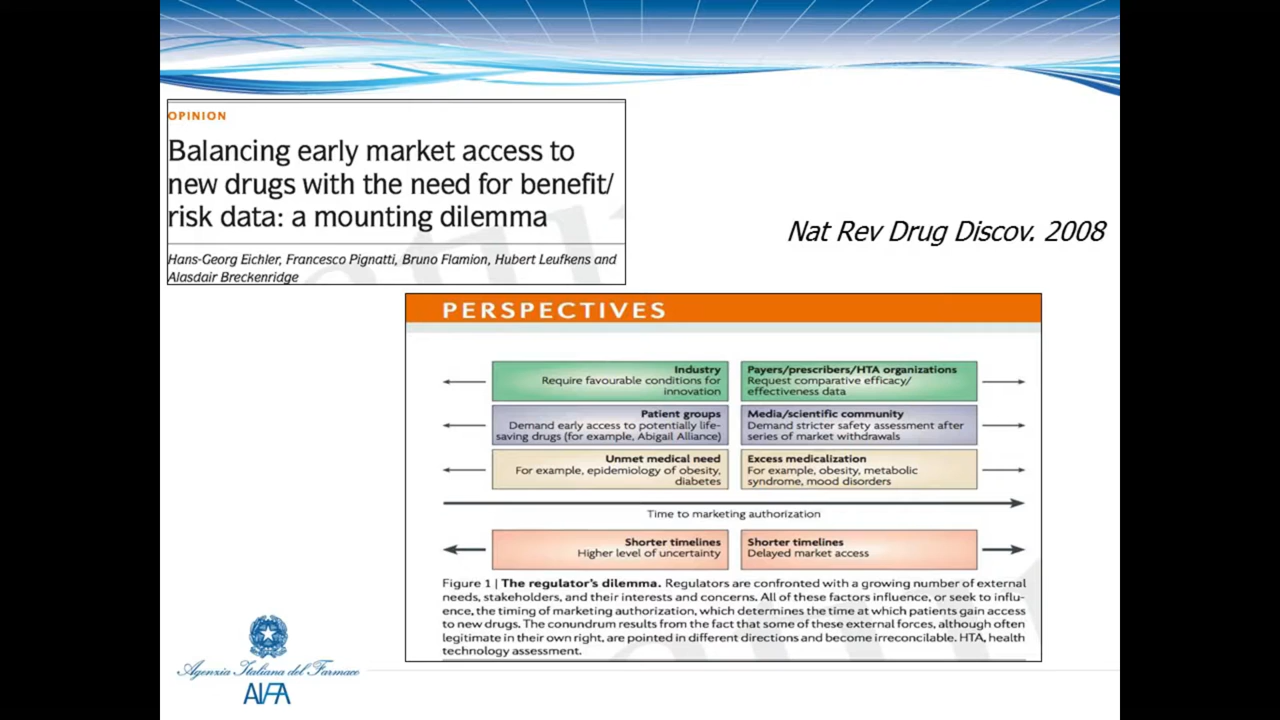 OPINION
Balancing early market access to
new drugs with the need for benefit/
risk data: a mounting dilemma
Hans-Georg Eichler, Francesco Pignatti, Bruno Flamion, Hubert Leufkens and
Alasdair Breckenridge
Nat Rev Drug Discov. 2008
PERSPECTIVES
Industry
Require favourable conditions for
innovation
Payers/prescribers/HTA organizations
Request comparative efficacy/
effectiveness data
Patient groups
Demand early access to potentially life-
saving drugs (for example, Abigail Alliance)
Media/scientific community
Demand stricter safety assessment after
series of market withdrawals
Unmet medical need
For example, epidemiology of obesity,
diabetes
Excess medicalization
For example, obesity, metabolic
syndrome, mood disorders
Time to marketing authorization
Shorter timelines
Higher level of uncertainty
Shorter timelines
Delayed market access
Figure 1 | The regulator's dilemma. Regulators are confronted with a growing number of external
needs, stakeholders, and their interests and concerns. All of these factors influence, or seek to influ-
ence, the timing of marketing authorization, which determines the time at which patients gain access
to new drugs. The conundrum results from the fact that some of these external forces, although often
legitimate in their own right, are pointed in different directions and become irreconcilable. HTA, health
technology assessment.
Agenzia Italiana del Farmaco
AIFA